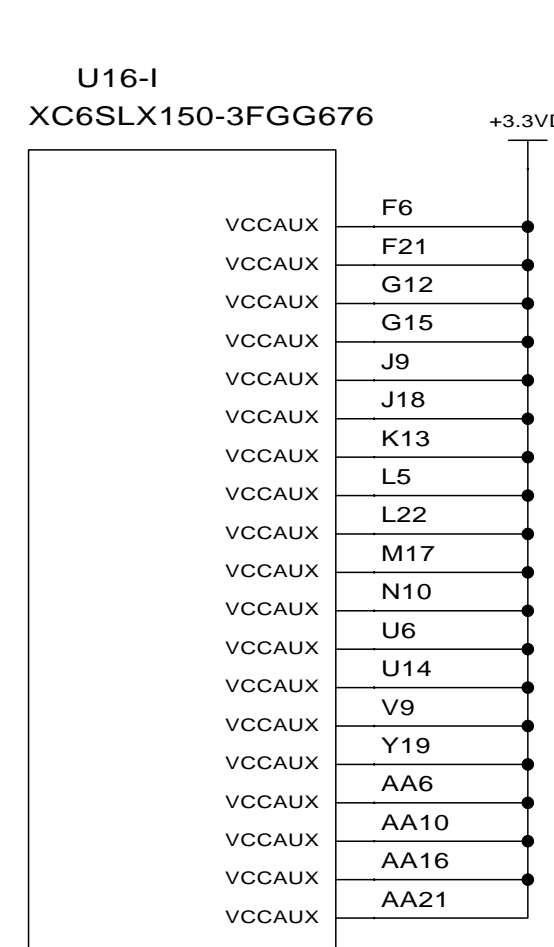 U16-I
XC6SLX150-3FGG676
+3.3VD
VCCAUX F6
VCCAUX F21
VCCAUX G12
VCCAUX G15
VCCAUX J9
VCCAUX J18
VCCAUX K13
VCCAUX L5
VCCAUX L22
VCCAUX M17
VCCAUX N10
VCCAUX U6
VCCAUX U14
VCCAUX V9
VCCAUX Y19
VCCAUX AA6
VCCAUX AA10
VCCAUX AA16
VCCAUX AA21